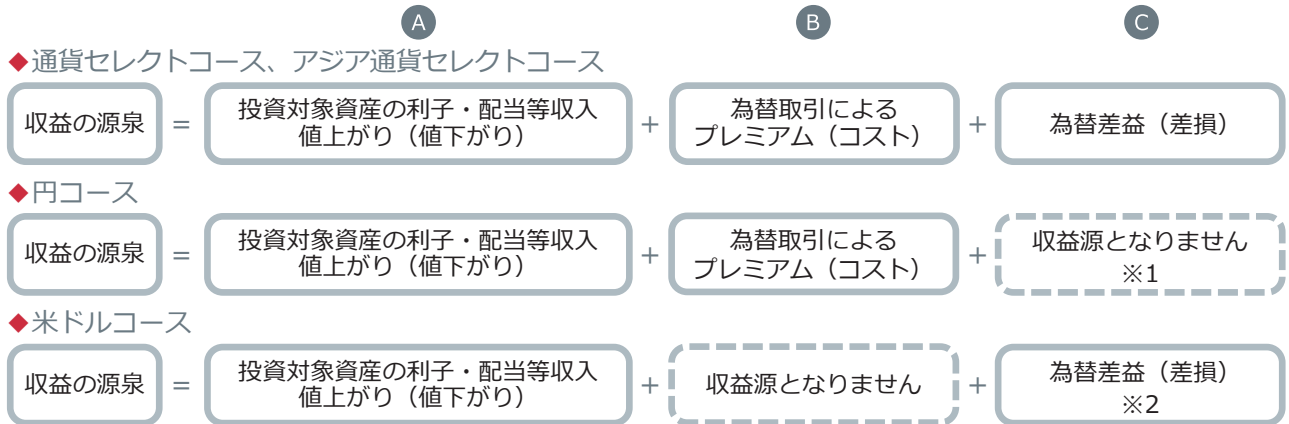 A B C
◆通貨セレクトコース、アジア通貨セレクトコース
収益の源泉 = 投資対象資産の利子・配当等収入
値上がり（値下がり） + 為替取引による
プレミアム（コスト） + 為替差益（差損）
◆円コース
収益の源泉 = 投資対象資産の利子・配当等収入
値上がり（値下がり） + 為替取引による
プレミアム（コスト） + 収益源となりません
※1
◆米ドルコース
収益の源泉 = 投資対象資産の利子・配当等収入
値上がり（値下がり） + 収益源となりません + 為替差益（差損）
※2